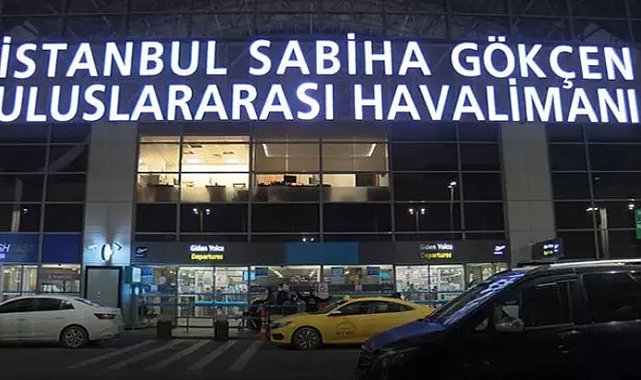 İSTANBUL SABİHA GÖKÇEN
ULUSLARARASI HAVALİMANI
Giden Yolcu
Departures
Giden Yolcu
Departures